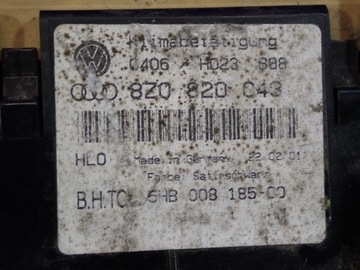 Klimabetätigung
0406 H023
8Z0 820 043
HLO Made in Germany 22.02.01
Farbe: Satinschwarz
B.H.TC 5HB 008 185-00